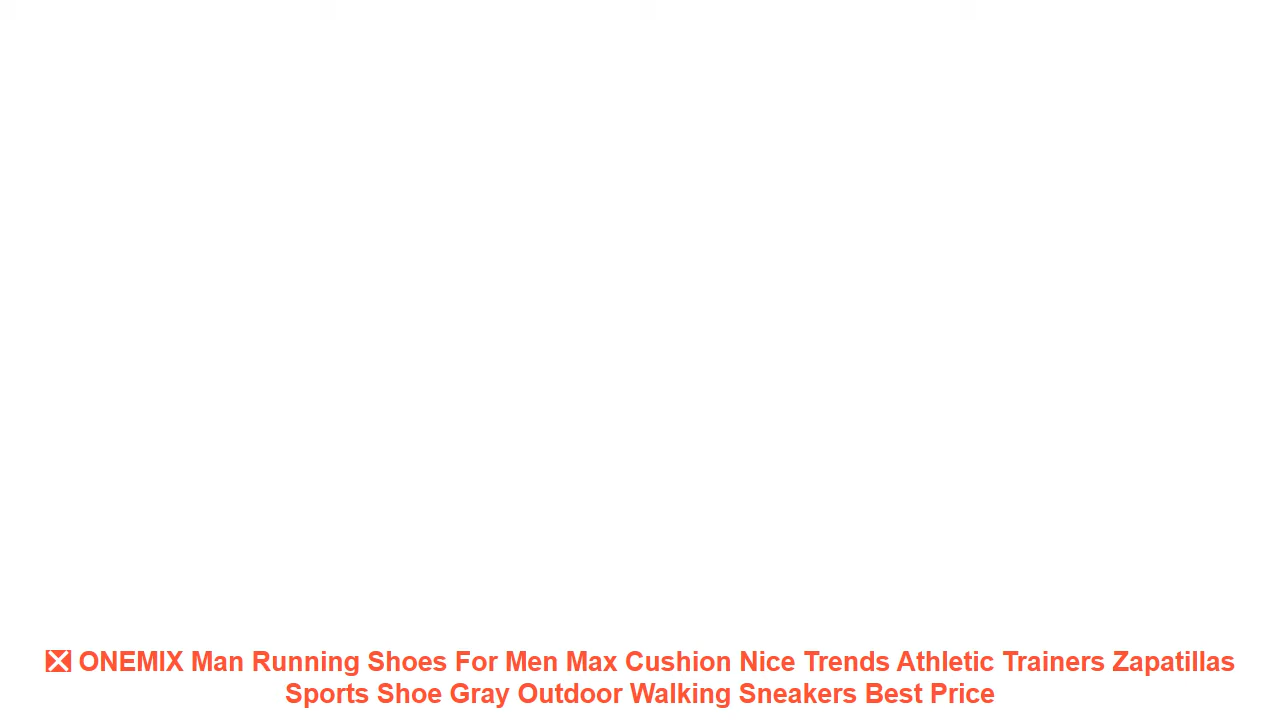 ❎ ONEMIX Man Running Shoes For Men Max Cushion Nice Trends Athletic Trainers Zapatillas
Sports Shoe Gray Outdoor Walking Sneakers Best Price